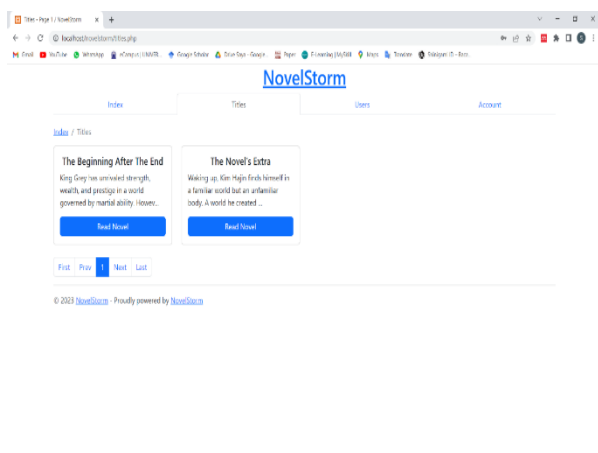 Titles - Page 1 / NovelStorm
localhost/novelstorm/titles.php
Gmail YouTube WhatsApp Google Scholar Paper Maps Translate
NovelStorm
Index Titles Users Account
Index / Titles
The Beginning After The End
King Grey has unrivaled strength,
wealth, and prestige in a world
governed by martial ability. Howev...
Read Novel
The Novel's Extra
Waking up, Kim Hajin finds himself in
a familiar world but an unfamiliar
body. A world he created ...
Read Novel
First Prev 1 Next Last
© 2023 NovelStorm - Proudly powered by NovelStorm